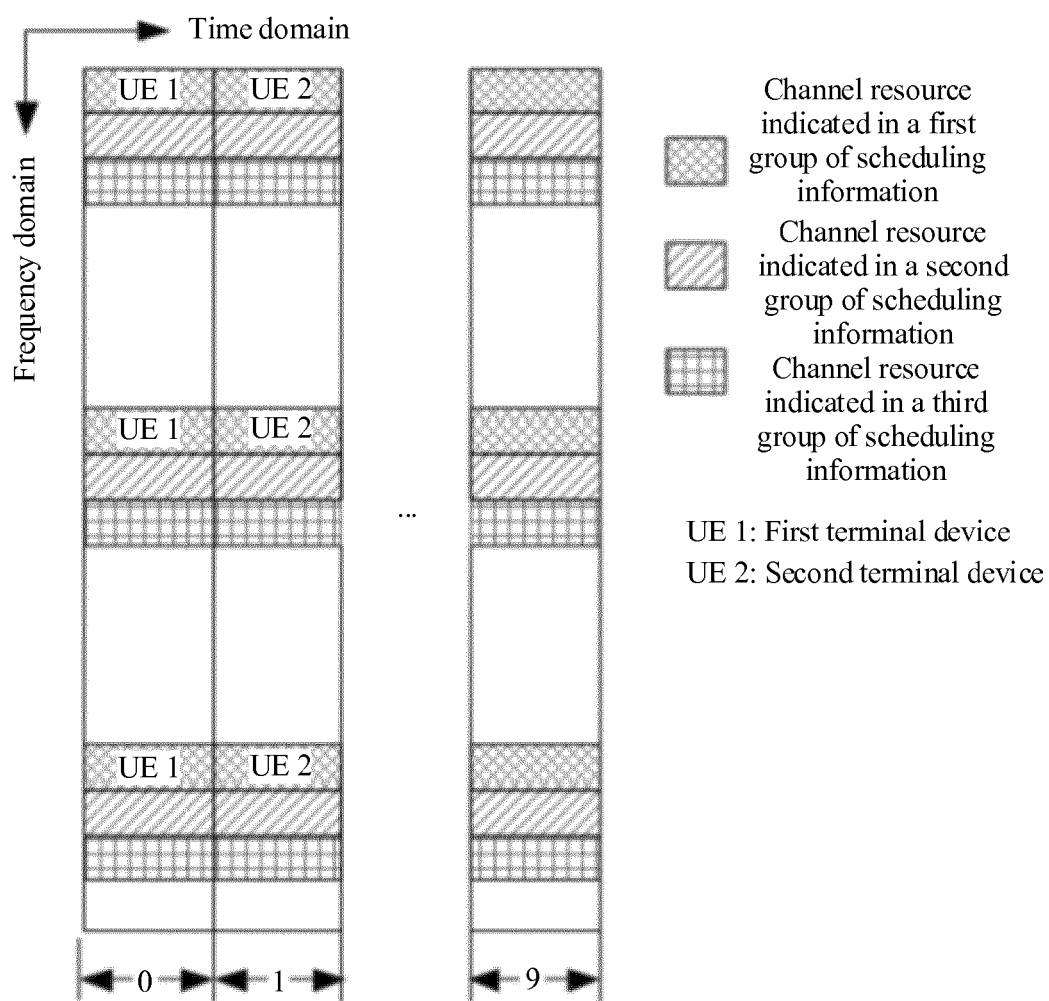 Time domain
Frequency domain
UE 1
UE 2
UE 1
UE 2
UE 1
UE 2
...
0
1
9
Channel resource
indicated in a first
group of scheduling
information
Channel resource
indicated in a second
group of scheduling
information
Channel resource
indicated in a third
group of scheduling
information
UE 1: First terminal device
UE 2: Second terminal device